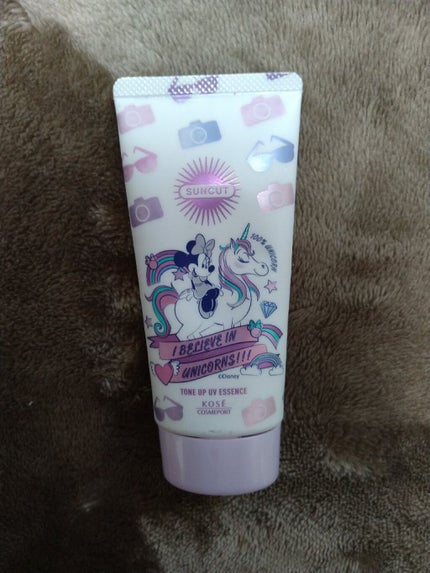 SUNCUT
100% UNICORN
I BELIEVE IN
UNICORNS!!!
©Disney
TONE UP UV ESSENCE
KOSÉ
COSMEPORT